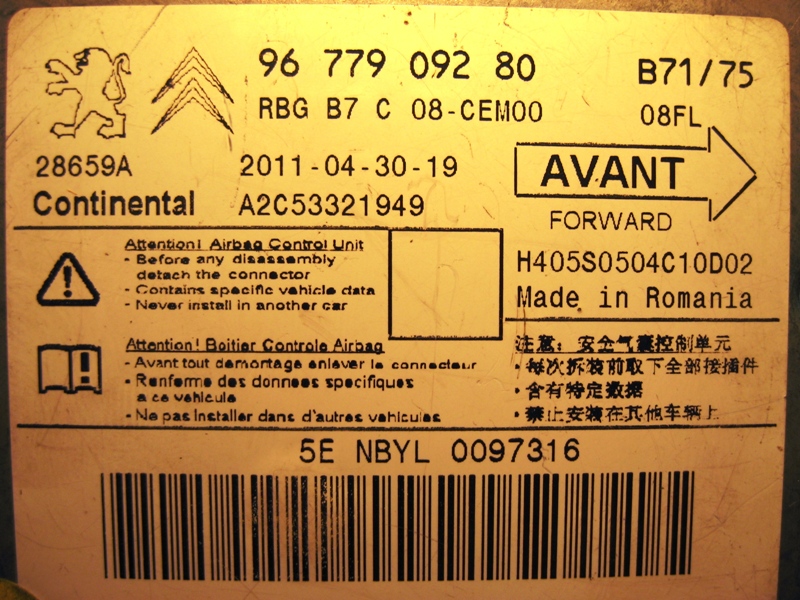 96 779 092 80
B71/75
RBG B7 C 08-CEM00
08FL
28659A
2011-04-30-19
AVANT
Continental
A2C53321949
FORWARD
Attention! Airbag Control Unit
- Before any disassembly
detach the connector
- Contains specific vehicle data
- Never install in another car
H405S0504C10D02
Made in Romania
Attention! Boitier Controle Airbag
- Avant tout demortage enlever le connecteur
- Renferme des donnees specifiques
a ce vehicule
- Ne pas installer dans d'autres vehicules
注意: 安全气囊控制单元
·每次拆装前取下全部接插件
·含有特定数据
·禁止安装在其他车辆上
5E NBYL 0097316